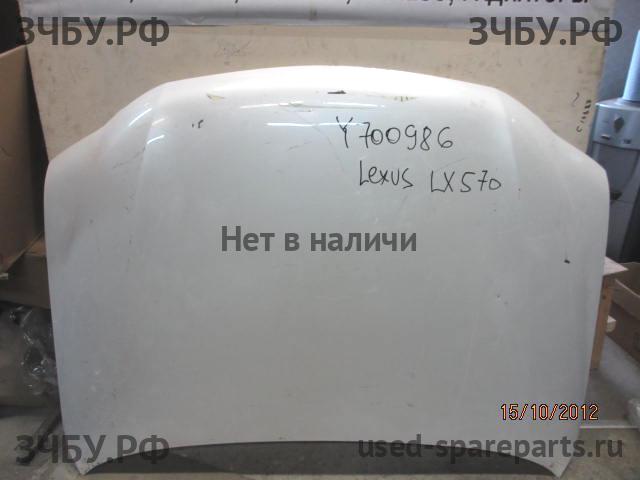 ЗЧБУ.РФ
ЗЧБУ.РФ
Y700986
Lexus LX570
Нет в наличи
15/10/2012
ЗЧБУ.РФ
used-spareparts.ru